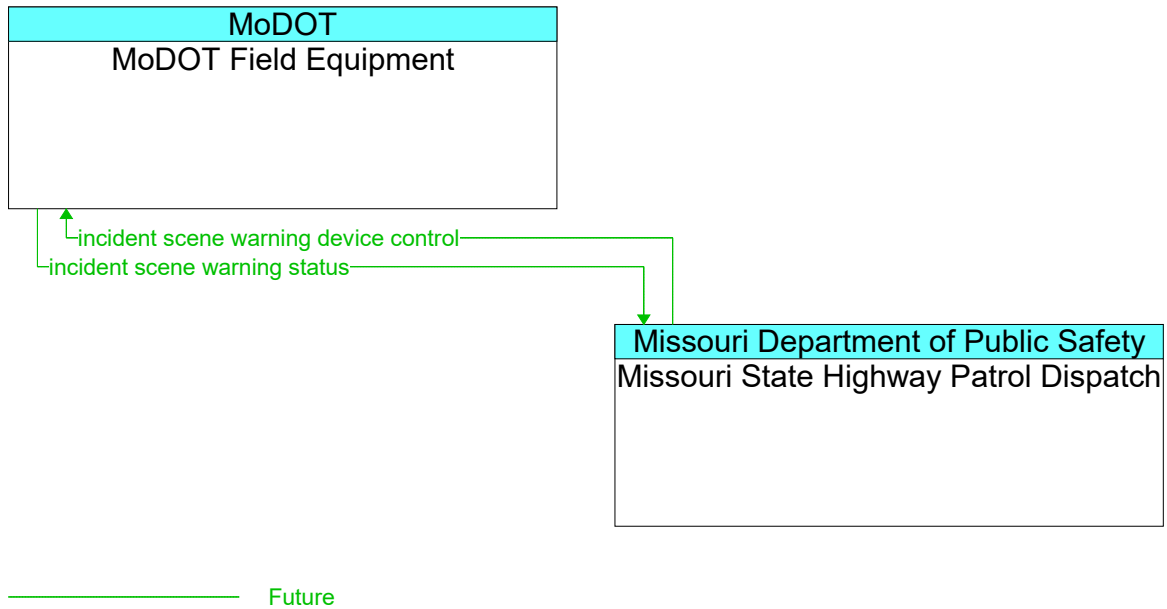 MoDOT
MoDOT Field Equipment
incident scene warning device control
incident scene warning status
Missouri Department of Public Safety
Missouri State Highway Patrol Dispatch
Future